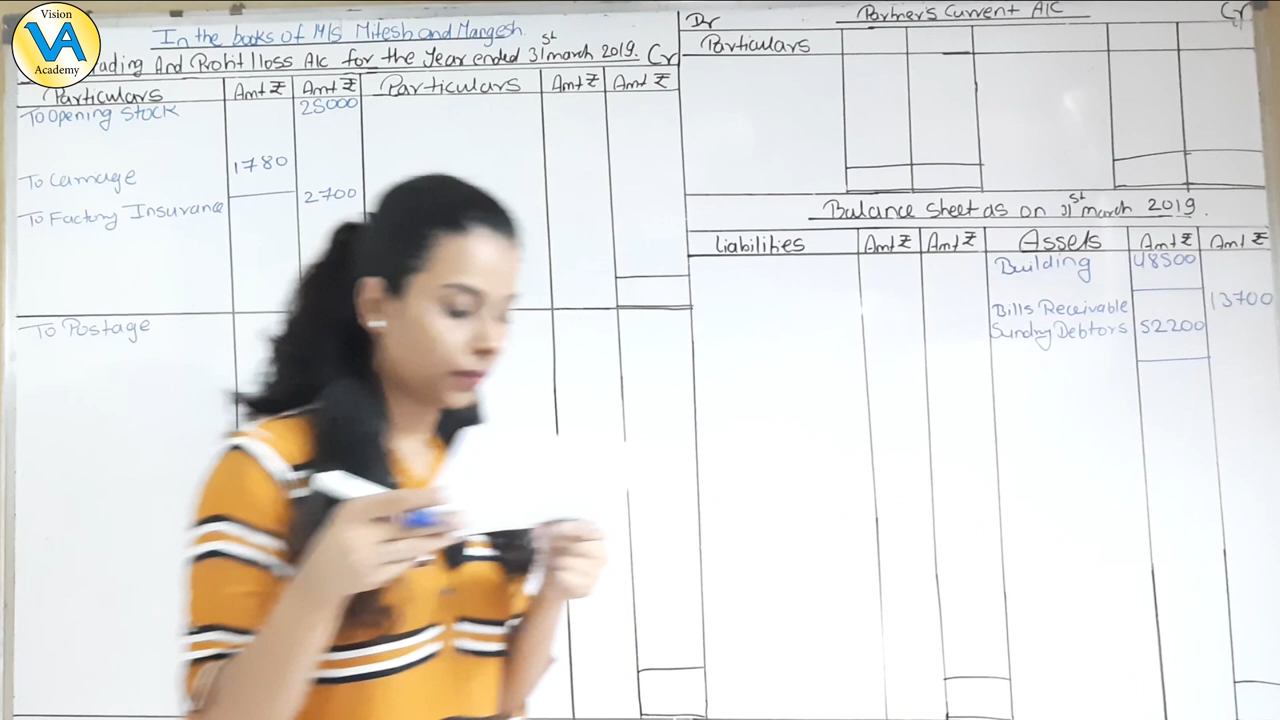 Vision
VA
Academy
In the books of M/S Mitesh and Mangesh.
ading And Profit / loss A/c for the Year ended 31st march 2019. Cr
Particulars Amt ₹ Amt ₹ Particulars Amt ₹ Amt ₹
To Opening Stock 25000
To Carriage 1780
To Factory Insurance 2700
To Postage
Dr Partner's Current A/C Cr
Particulars
Balance Sheet as on 31st march 2019.
Liabilities Amt ₹ Amt ₹ Assets Amt ₹ Amt ₹
Building 48500
Bills Receivable 13700
Sundry Debtors 52200